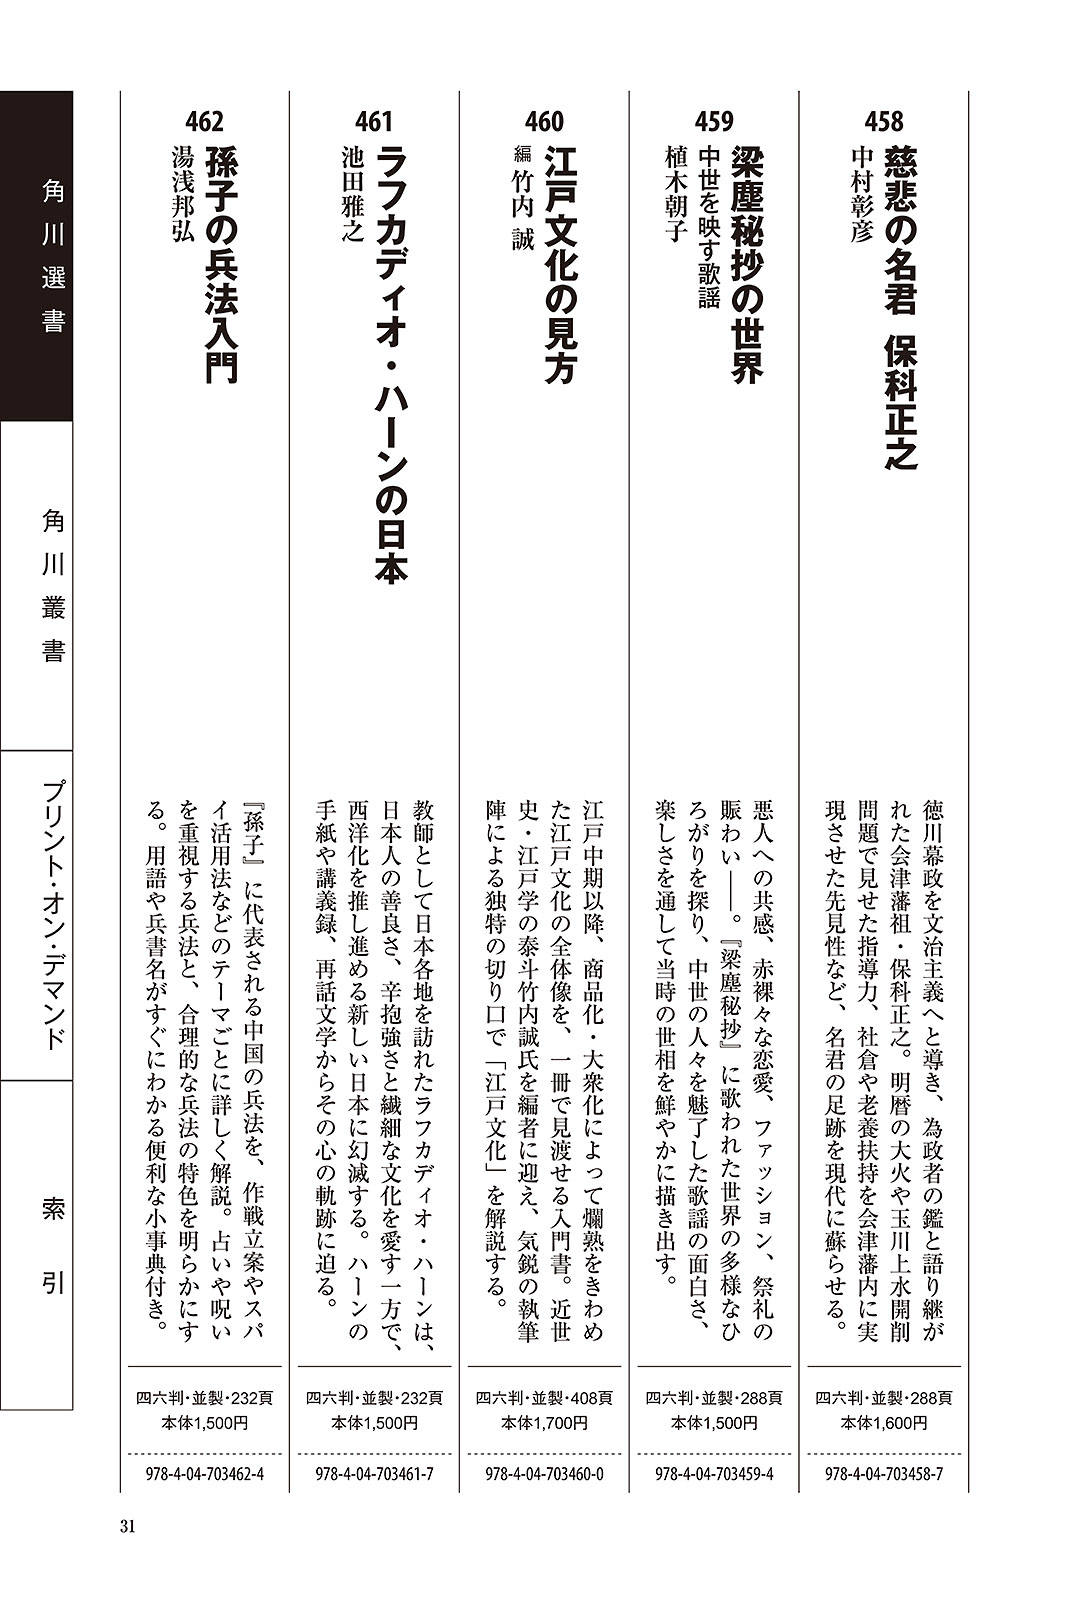 458
慈悲の名君 保科正之
中村彰彦
徳川幕政を文治主義へと導き、為政者の鑑と語り継が
れた会津藩祖・保科正之。明暦の大火や玉川上水開削
問題で見せた指導力、社倉や老養扶持を会津藩内に実
現させた先見性など、名君の足跡を現代に蘇らせる。
四六判・並製・288頁
本体1,600円
978-4-04-703458-7
459
梁塵秘抄の世界
中世を映す歌謡
植木朝子
悪人への共感、赤裸々な恋愛、ファッション、祭礼の
賑わい――。『梁塵秘抄』に歌われた世界の多様なひ
ろがりを探り、中世の人々を魅了した歌謡の面白さ、
楽しさを通して当時の世相を鮮やかに描き出す。
四六判・並製・288頁
本体1,500円
978-4-04-703459-4
460
江戸文化の見方
編 竹内 誠
江戸中期以降、商品化・大衆化によって爛熟をきわめ
た江戸文化の全体像を、一冊で見渡せる入門書。近世
史・江戸学の泰斗竹内誠氏を編者に迎え、気鋭の執筆
陣による独特の切り口で「江戸文化」を解説する。
四六判・並製・408頁
本体1,700円
978-4-04-703460-0
461
ラフカディオ・ハーンの日本
池田雅之
教師として日本各地を訪れたラフカディオ・ハーンは、
日本人の善良さ、辛抱強さと繊細な文化を愛す一方で、
西洋化を推し進める新しい日本に幻滅する。ハーンの
手紙や講義録、再話文学からその心の軌跡に迫る。
四六判・並製・232頁
本体1,500円
978-4-04-703461-7
462
孫子の兵法入門
湯浅邦弘
『孫子』に代表される中国の兵法を、作戦立案やスパ
イ活用法などのテーマごとに詳しく解説。占いや呪い
を重視する兵法と、合理的な兵法の特色を明らかにす
る。用語や兵書名がすぐにわかる便利な小事典付き。
四六判・並製・232頁
本体1,500円
978-4-04-703462-4
角川選書
角川叢書
プリント・オン・デマンド
索引
31